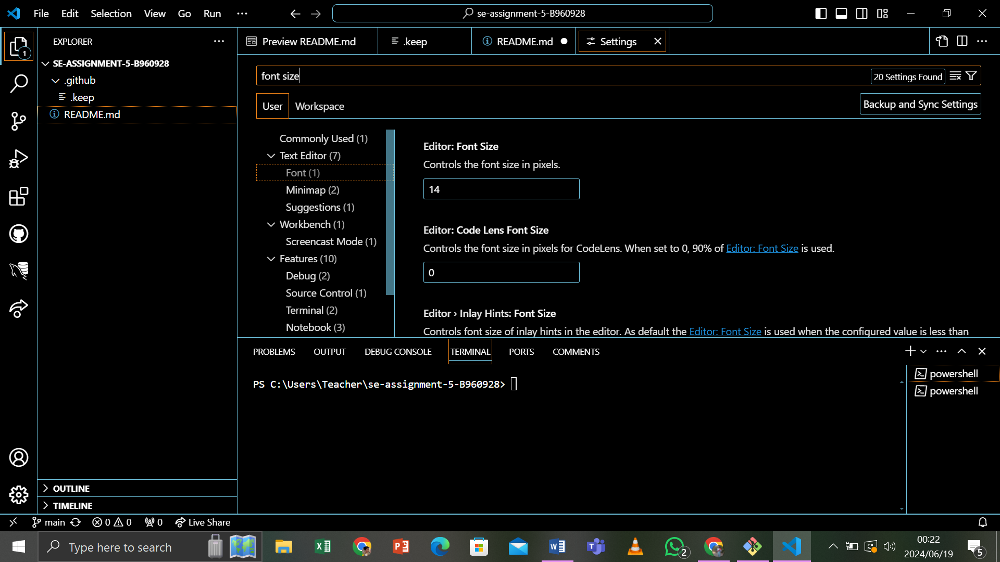 File Edit Selection View Go Run ···
se-assignment-5-B960928
EXPLORER
1
SE-ASSIGNMENT-5-B960928
.github
.keep
README.md
Preview README.md
.keep
README.md
Settings
font size
20 Settings Found
User Workspace
Backup and Sync Settings
Commonly Used (1)
Text Editor (7)
Font (1)
Minimap (2)
Suggestions (1)
Workbench (1)
Screencast Mode (1)
Features (10)
Debug (2)
Source Control (1)
Terminal (2)
Notebook (3)
Editor: Font Size
Controls the font size in pixels.
14
Editor: Code Lens Font Size
Controls the font size in pixels for CodeLens. When set to 0, 90% of Editor: Font Size is used.
0
Editor › Inlay Hints: Font Size
Controls font size of inlay hints in the editor. As default the Editor: Font Size is used when the configured value is less than
PROBLEMS OUTPUT DEBUG CONSOLE TERMINAL PORTS COMMENTS
PS C:\Users\Teacher\se-assignment-5-B960928>
powershell
powershell
OUTLINE
TIMELINE
main 0 0 0 Live Share
Type here to search
2
00:22
2024/06/19
5